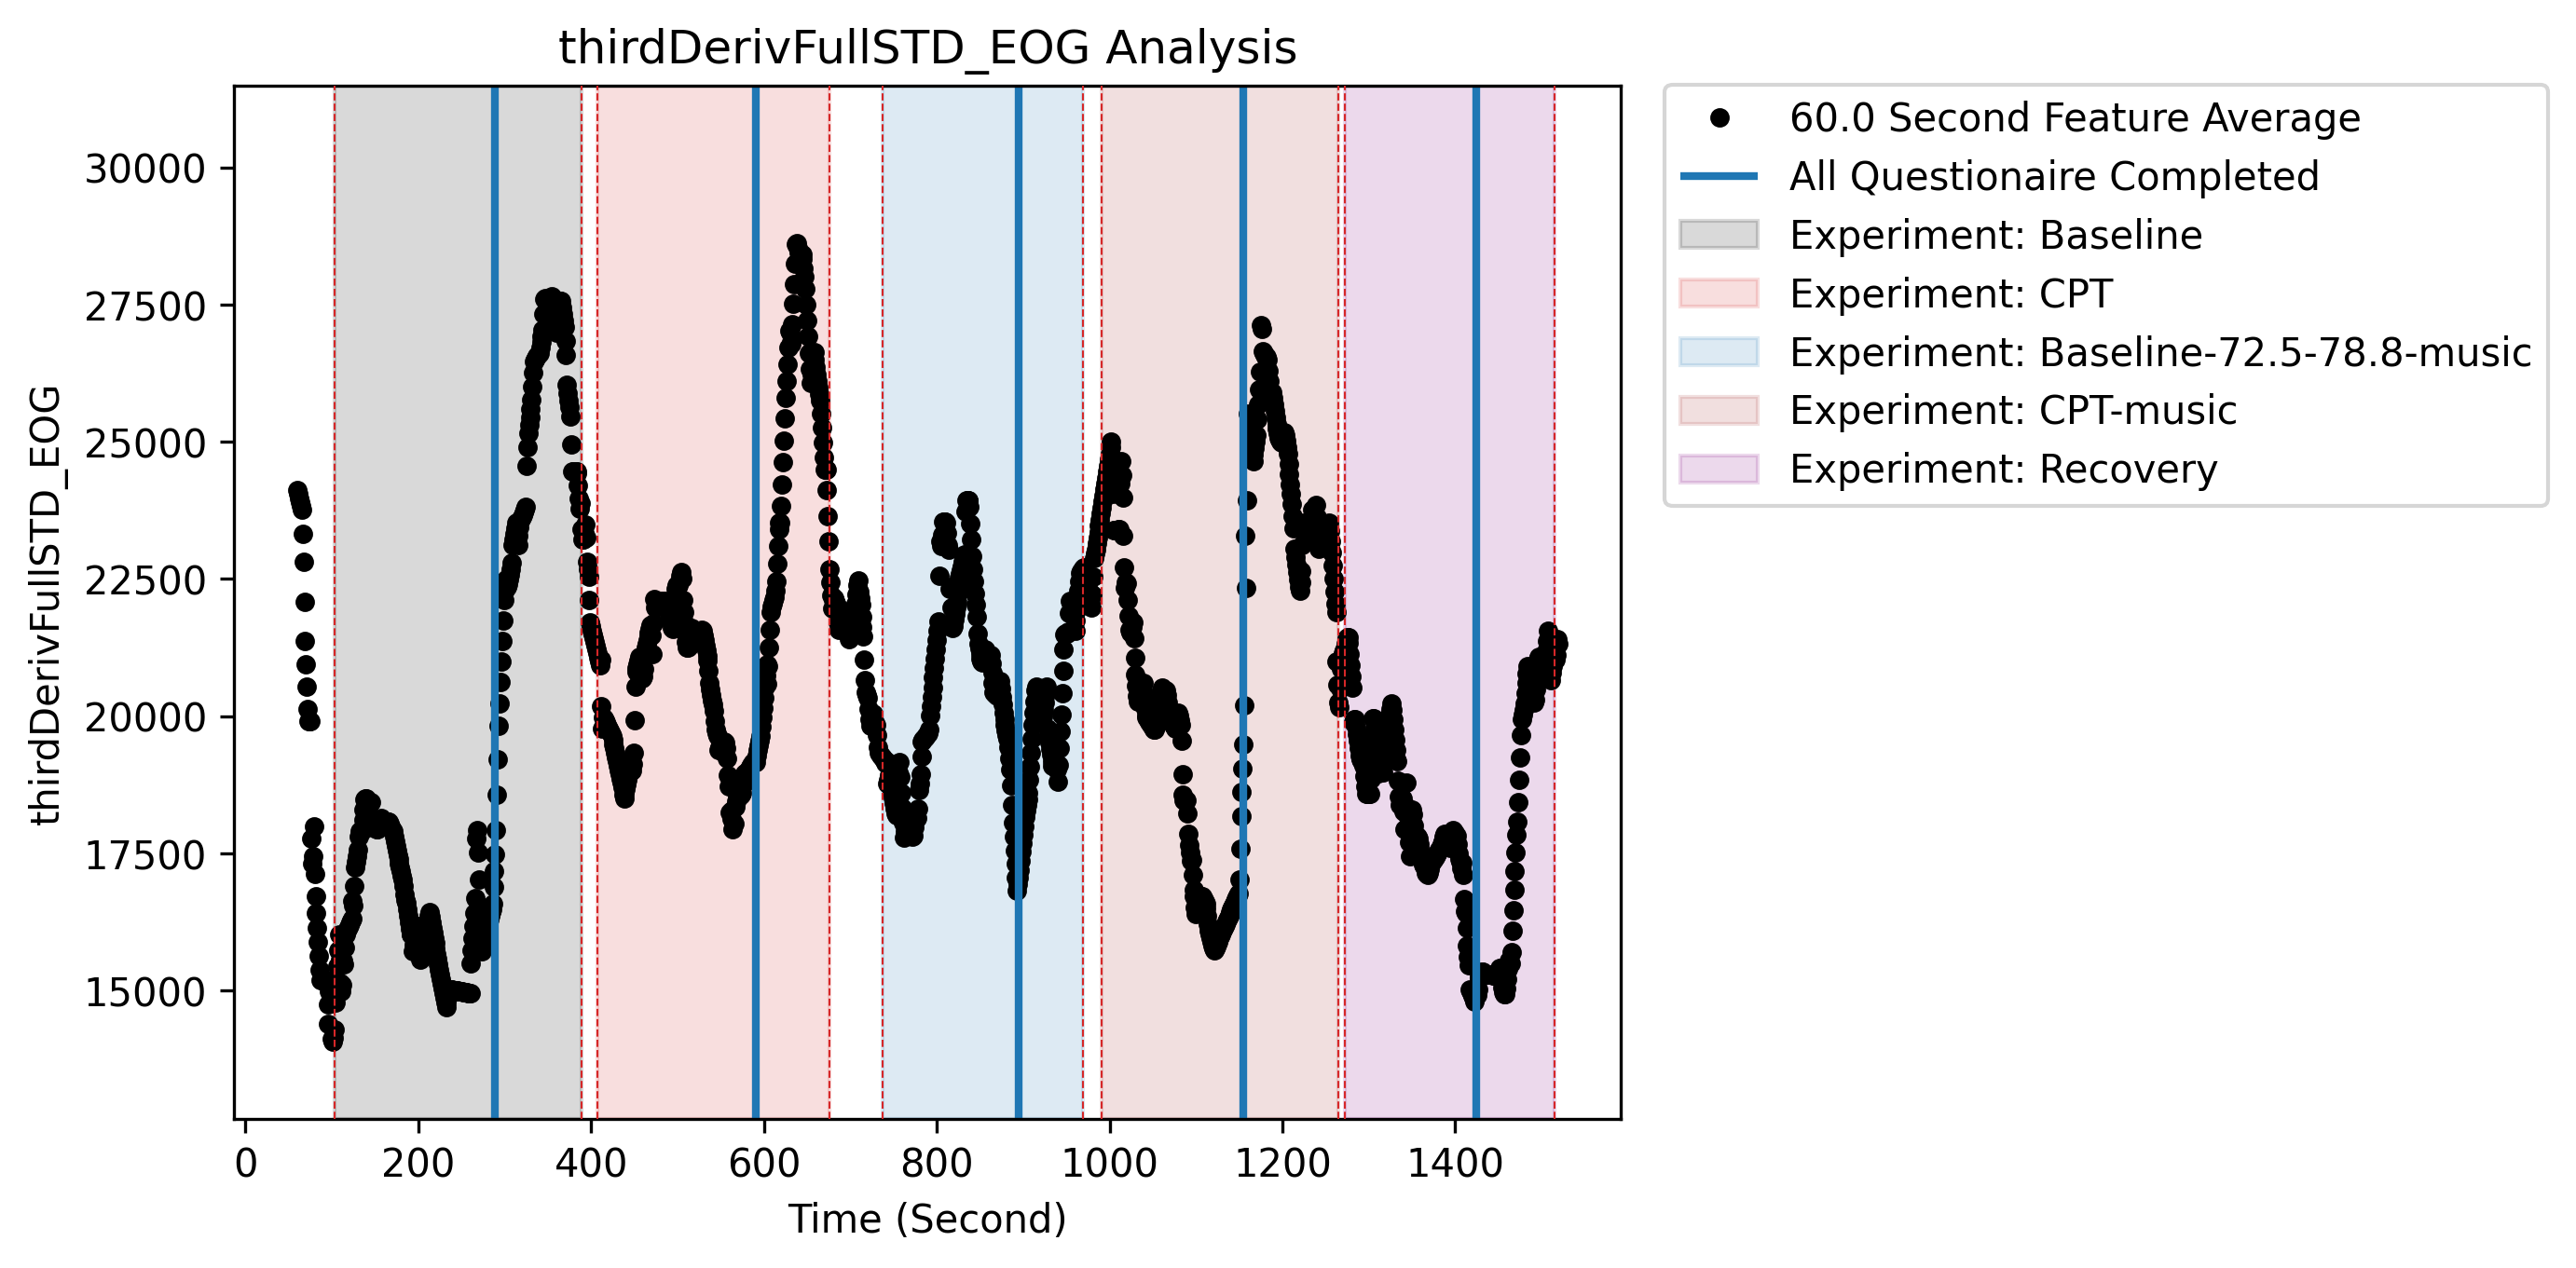 thirdDerivFullSTD_EOG Analysis
thirdDerivFullSTD_EOG
30000
27500
25000
22500
20000
17500
15000
0 200 400 600 800 1000 1200 1400
Time (Second)
60.0 Second Feature Average
All Questionaire Completed
Experiment: Baseline
Experiment: CPT
Experiment: Baseline-72.5-78.8-music
Experiment: CPT-music
Experiment: Recovery